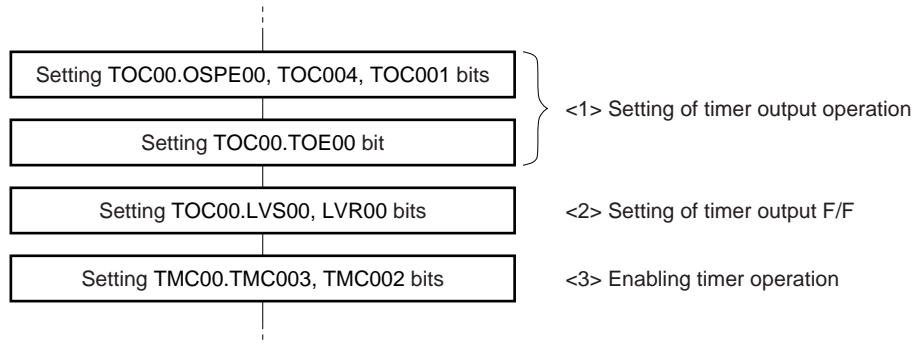 Setting TOC00.OSPE00, TOC004, TOC001 bits
<1> Setting of timer output operation
Setting TOC00.TOE00 bit
Setting TOC00.LVS00, LVR00 bits
<2> Setting of timer output F/F
Setting TMC00.TMC003, TMC002 bits
<3> Enabling timer operation